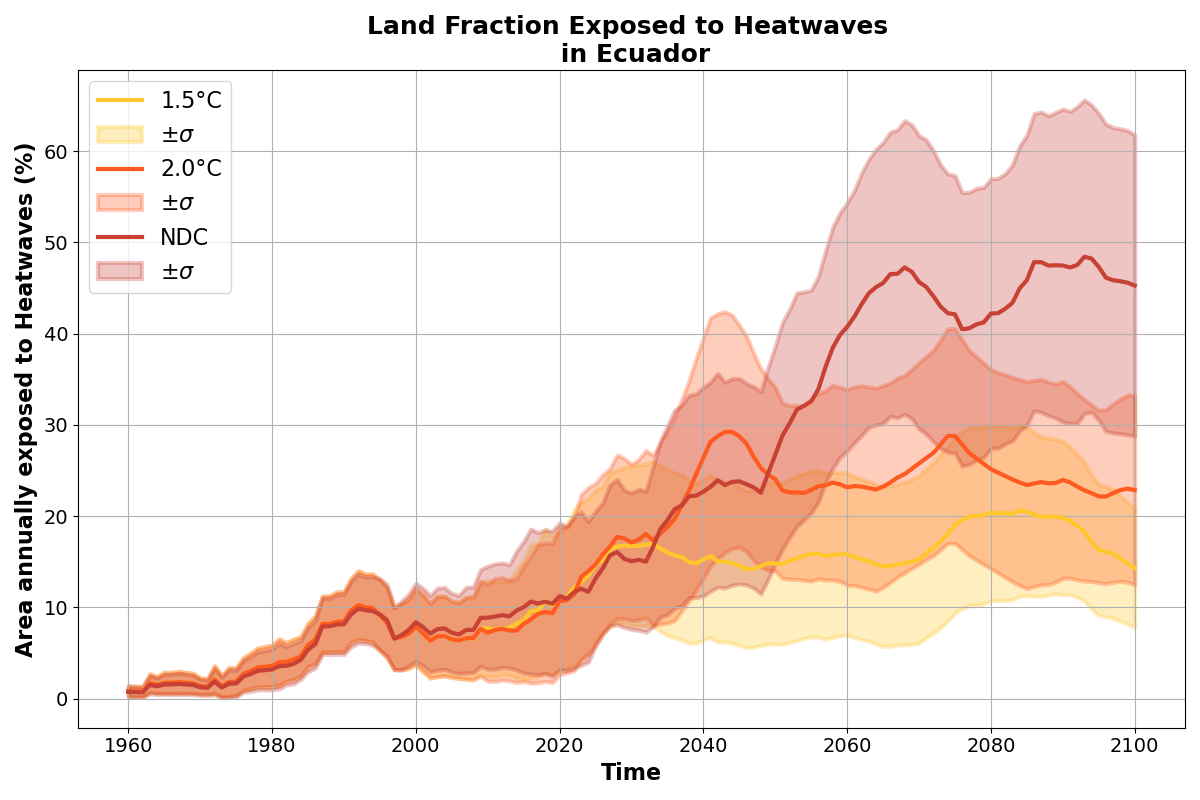 Land Fraction Exposed to Heatwaves
in Ecuador
Area annually exposed to Heatwaves (%)
60
50
40
30
20
10
0
1.5°C
±σ
2.0°C
±σ
NDC
±σ
1960
1980
2000
2020
2040
2060
2080
2100
Time